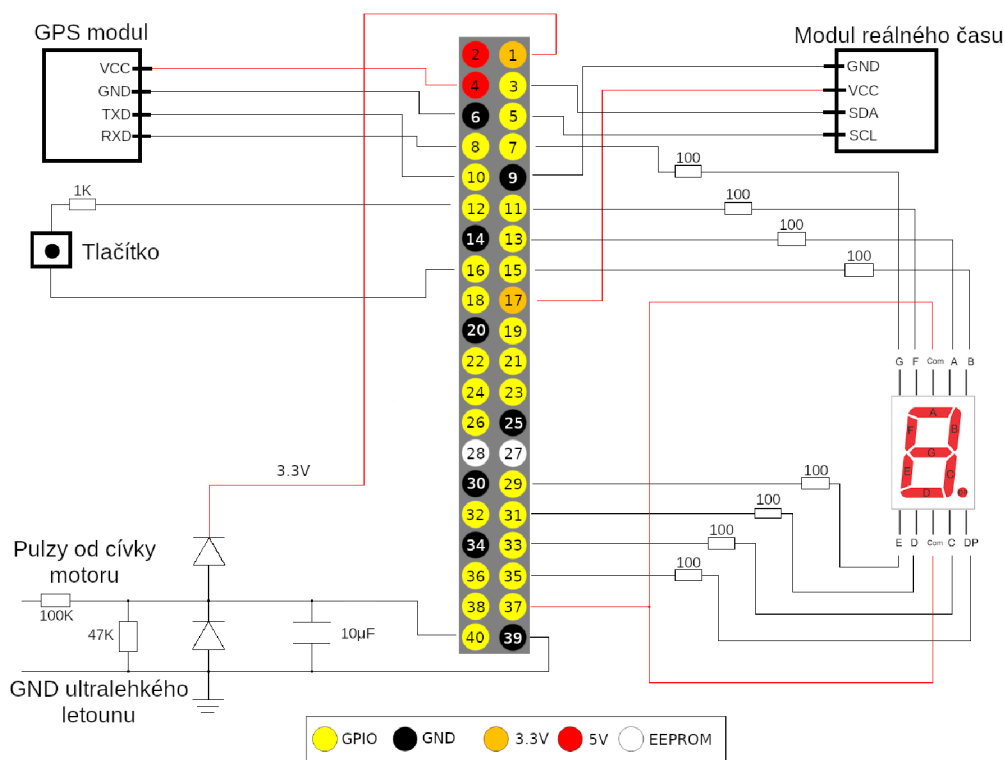 GPS modul
VCC
GND
TXD
RXD
1K
Tlačítko
3.3V
Pulzy od cívky
motoru
100K
47K
10µF
GND ultralehkého
letounu
2 1
4 3
6 5
8 7
10 9
12 11
14 13
16 15
18 17
20 19
22 21
24 23
26 25
28 27
30 29
32 31
34 33
36 35
38 37
40 39
Modul reálného času
GND
VCC
SDA
SCL
100
100
100
100
G F Com A B
A
F B
G
E C
D DP
E D Com C DP
100
100
100
100
GPIO GND 3.3V 5V EEPROM